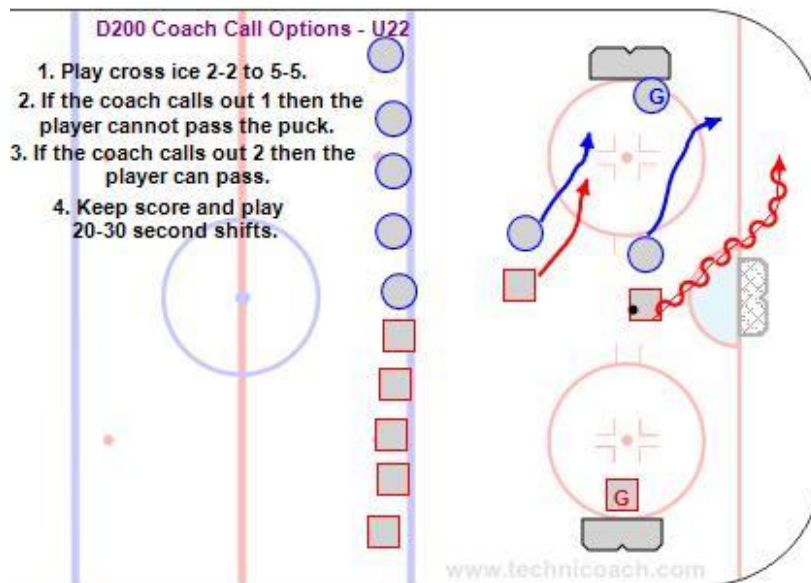 D200 Coach Call Options - U22
1. Play cross ice 2-2 to 5-5.
2. If the coach calls out 1 then the
player cannot pass the puck.
3. If the coach calls out 2 then the
player can pass.
4. Keep score and play
20-30 second shifts.
G
G
www.technicoach.com